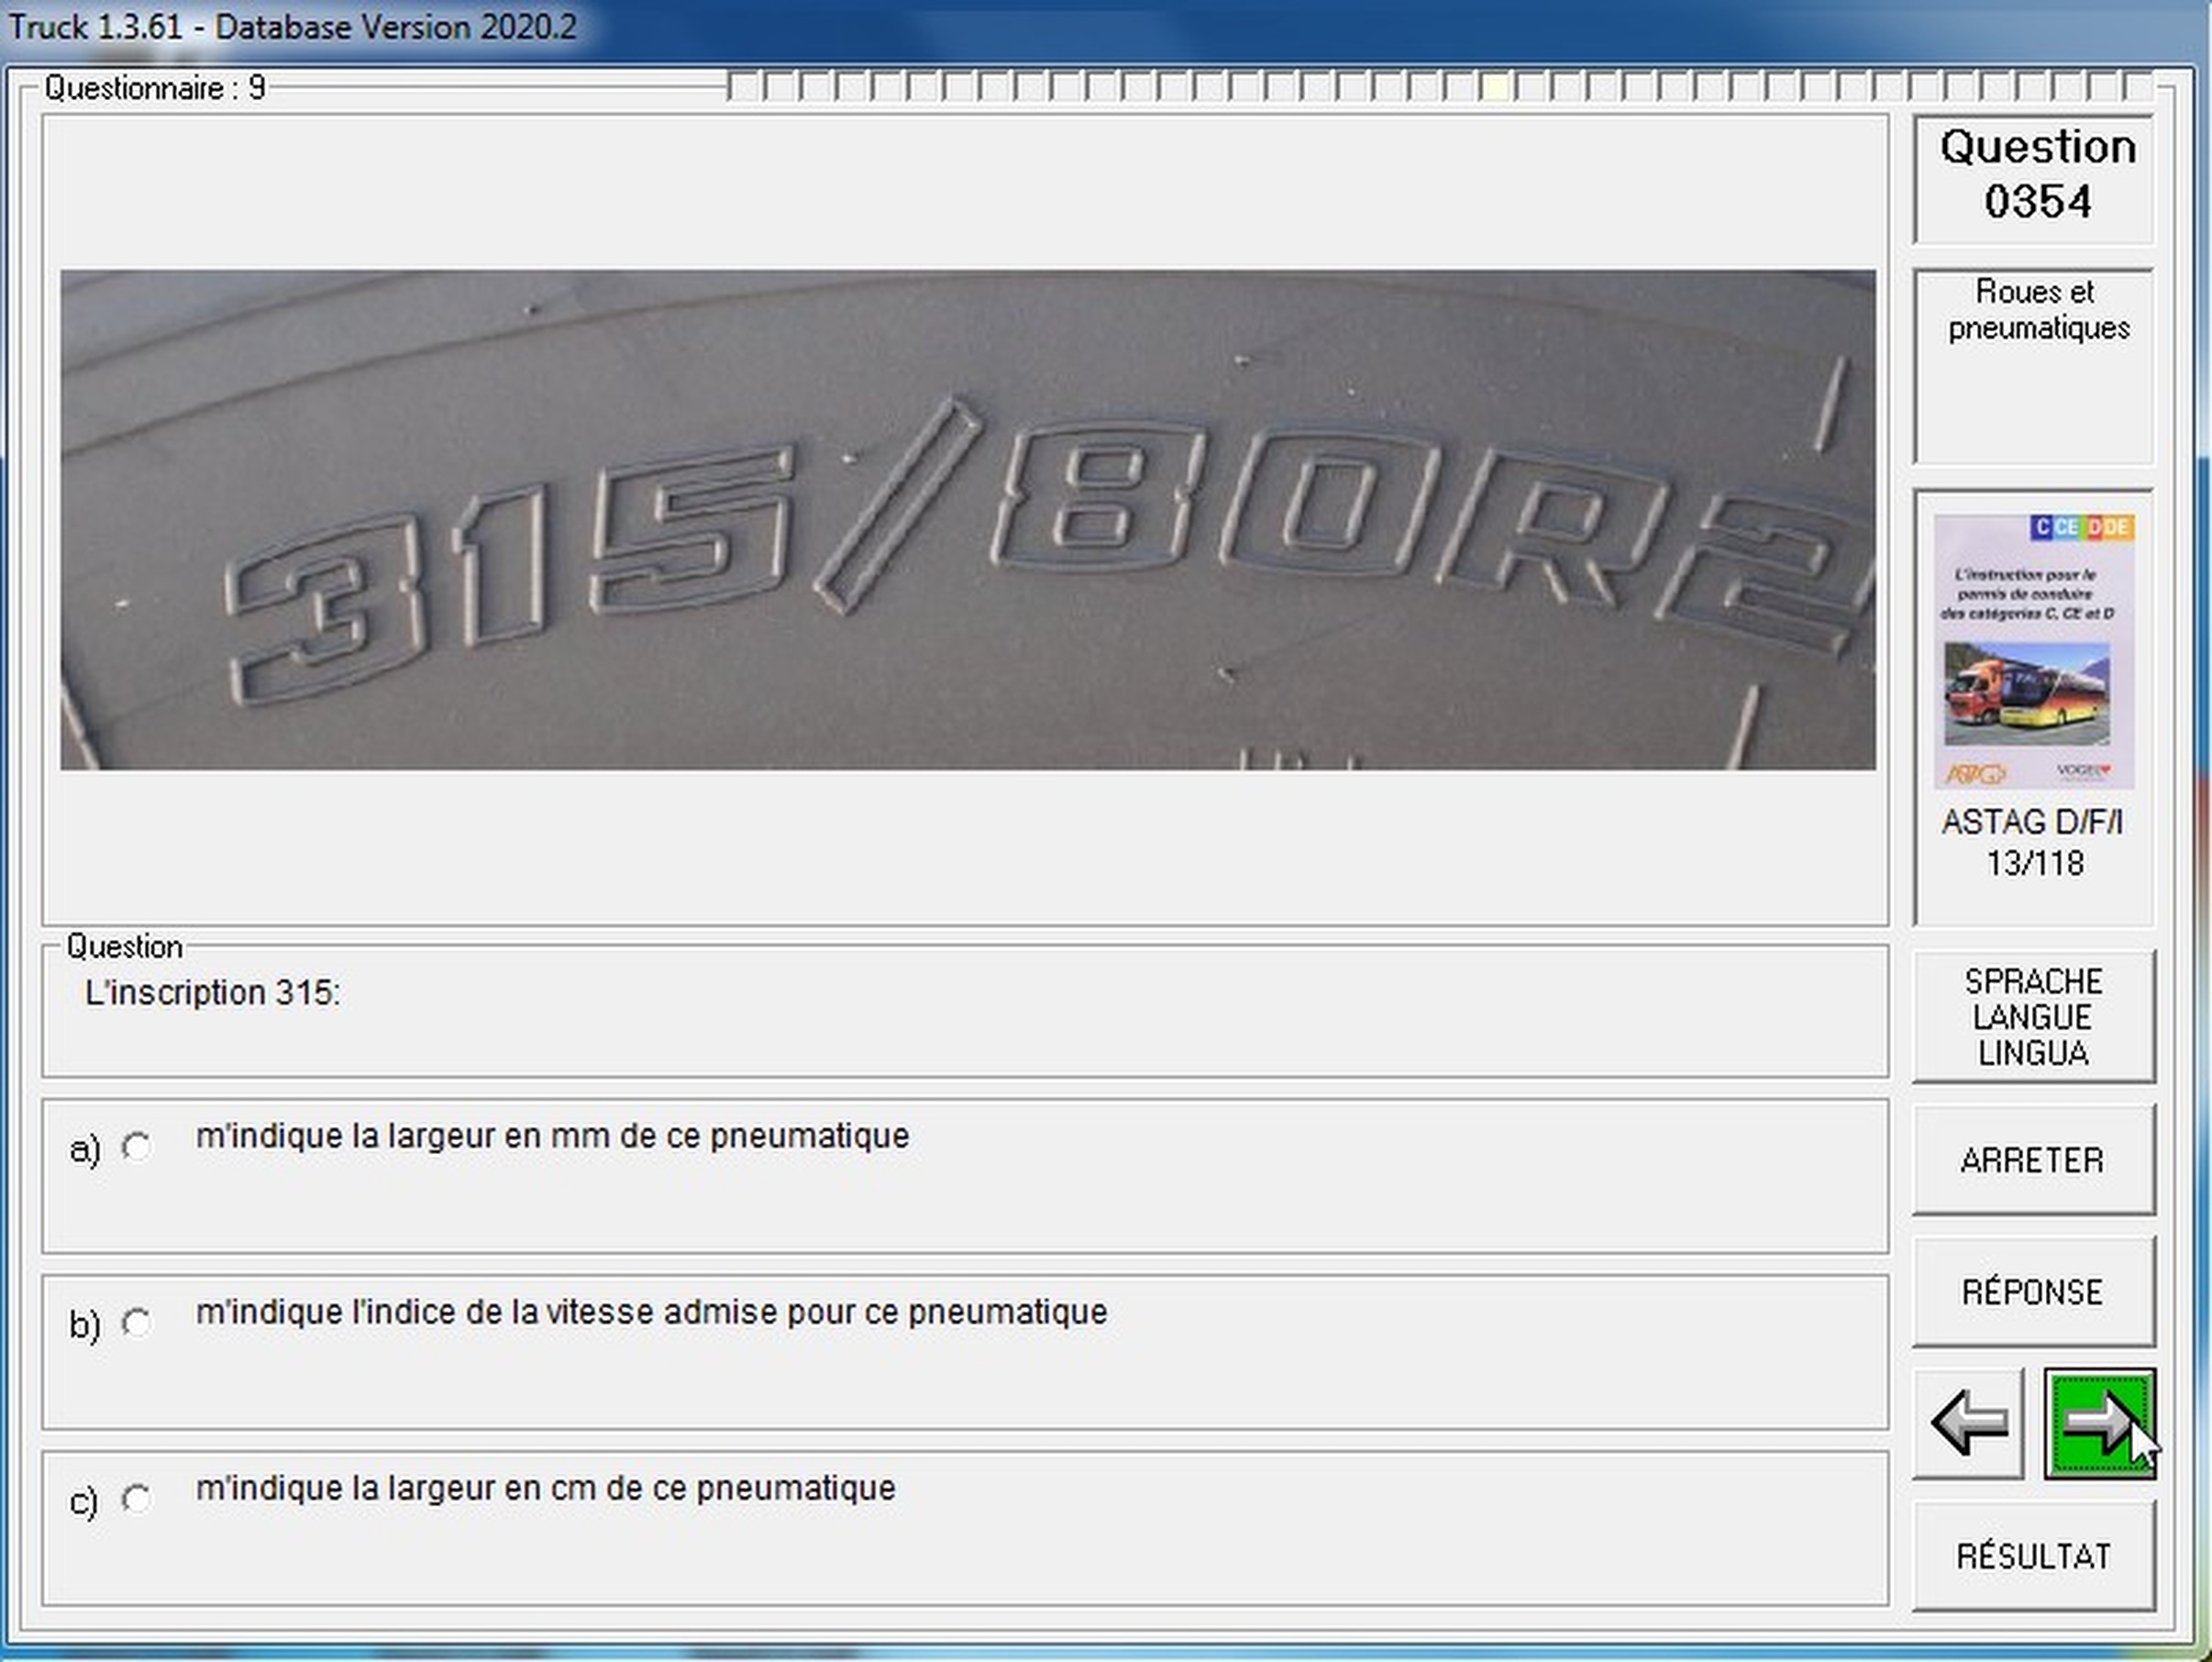 Truck 1.3.61 - Database Version 2020.2
Questionnaire : 9
Question
0354
Roues et
pneumatiques
315/80R2
C CE D DE
L'instruction pour le
permis de conduire
des catégories C, CE et D
ASTAG
VOGEL
ASTAG D/F/I
13/118
Question
L'inscription 315:
a) m'indique la largeur en mm de ce pneumatique
b) m'indique l'indice de la vitesse admise pour ce pneumatique
c) m'indique la largeur en cm de ce pneumatique
SPRACHE
LANGUE
LINGUA
ARRETER
RÉPONSE
RÉSULTAT